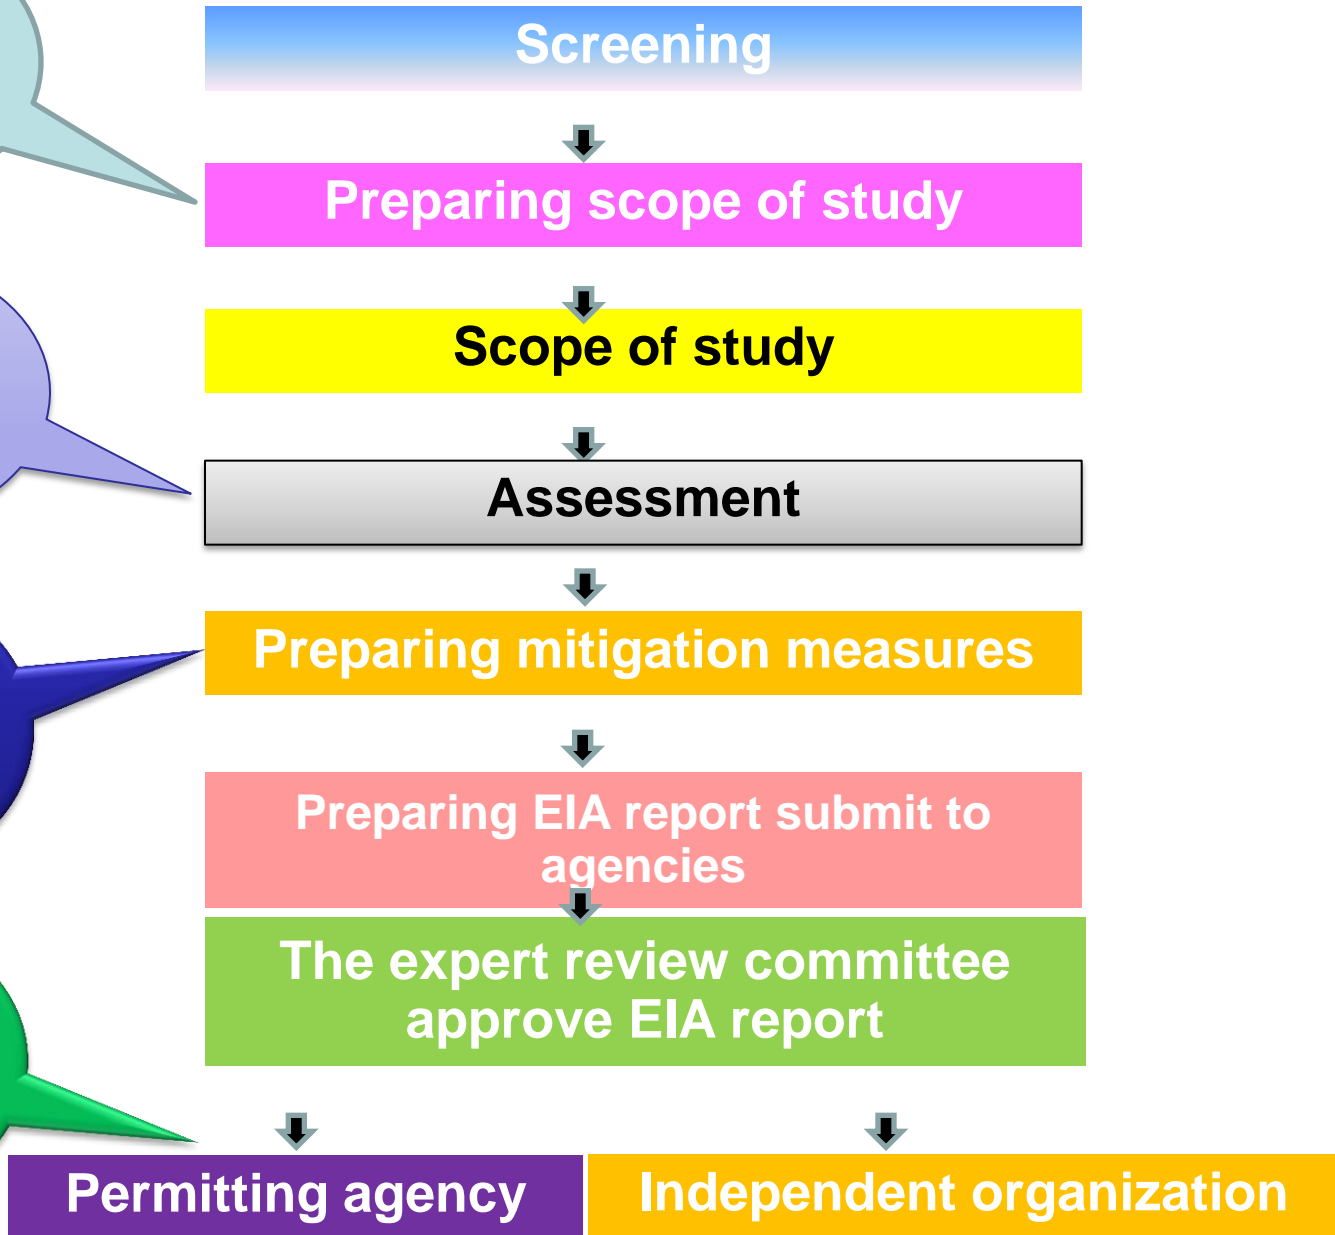 Screening
Preparing scope of study
Scope of study
Assessment
Preparing mitigation measures
Preparing EIA report submit to
agencies
The expert review committee
approve EIA report
Permitting agency
Independent organization